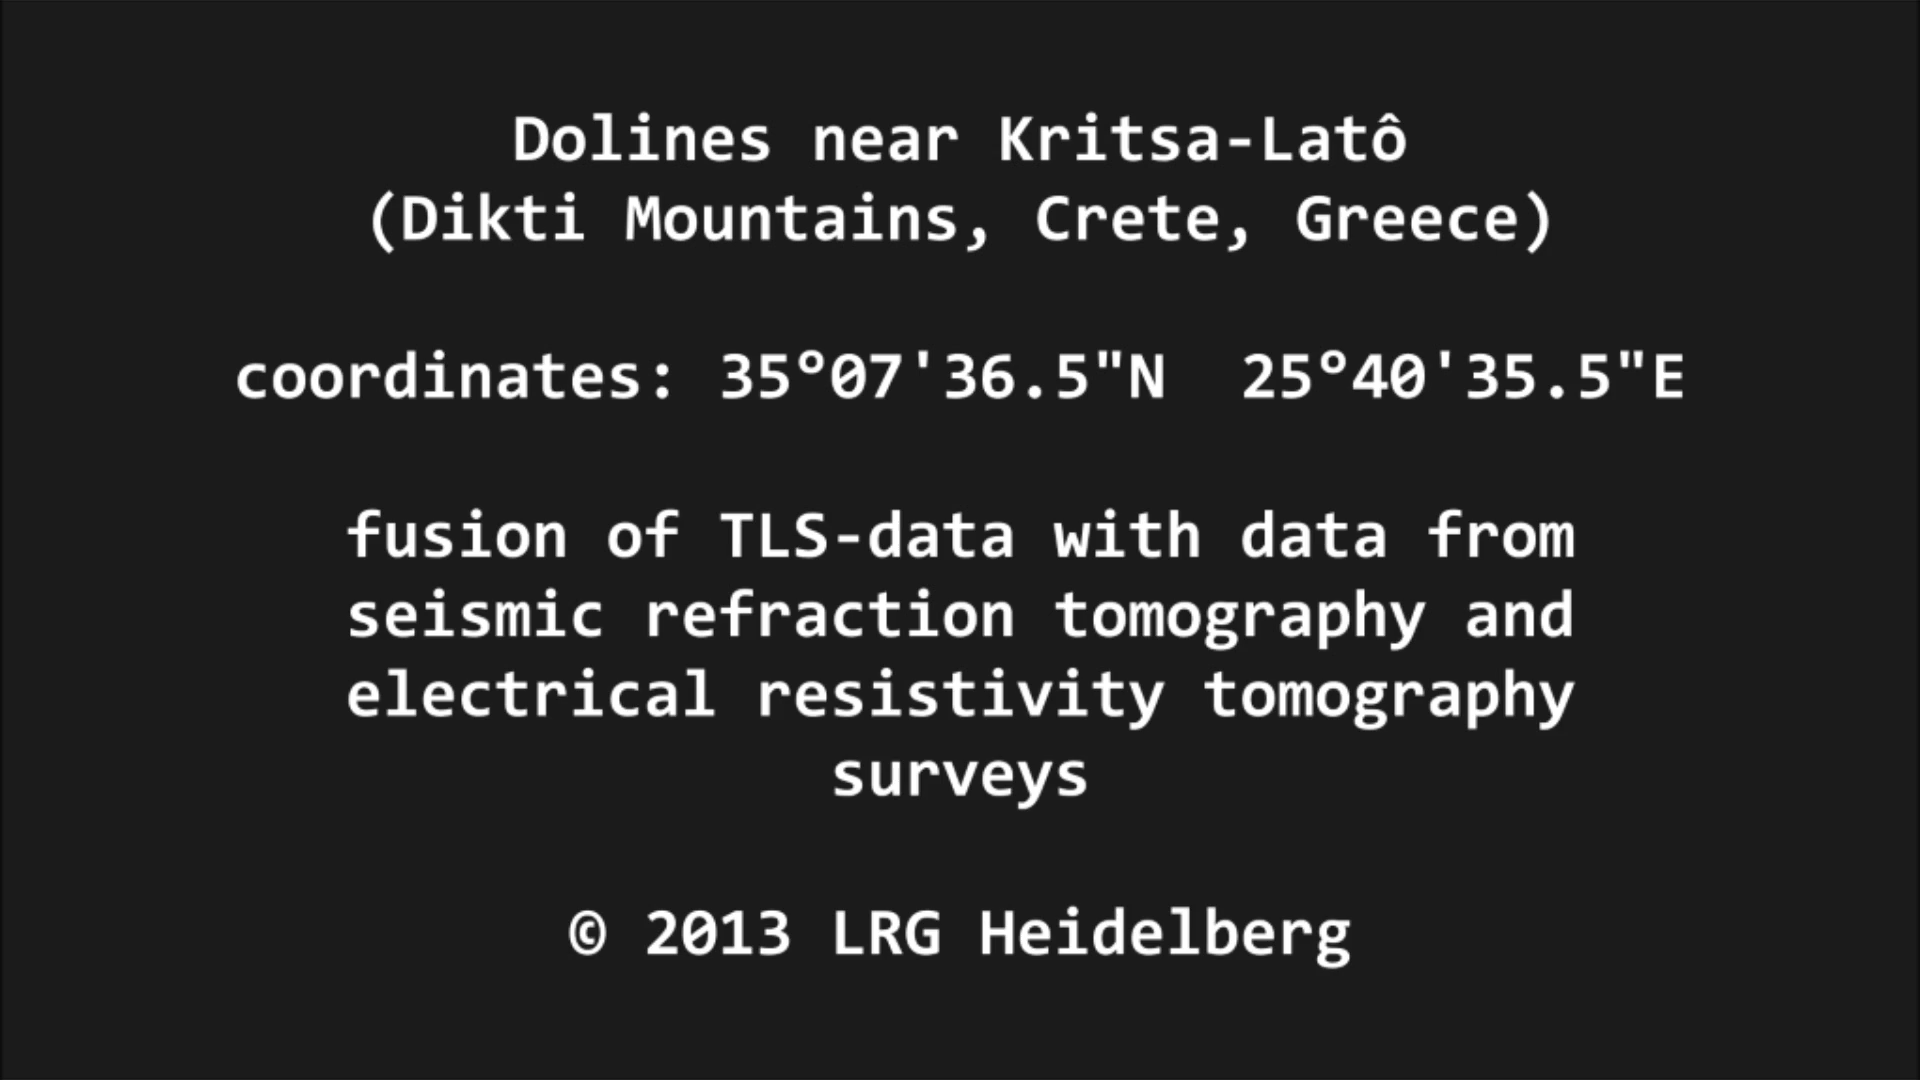 Dolines near Kritsa-Latô
(Dikti Mountains, Crete, Greece)
coordinates: 35°07'36.5"N  25°40'35.5"E
fusion of TLS-data with data from
seismic refraction tomography and
electrical resistivity tomography
surveys
© 2013 LRG Heidelberg